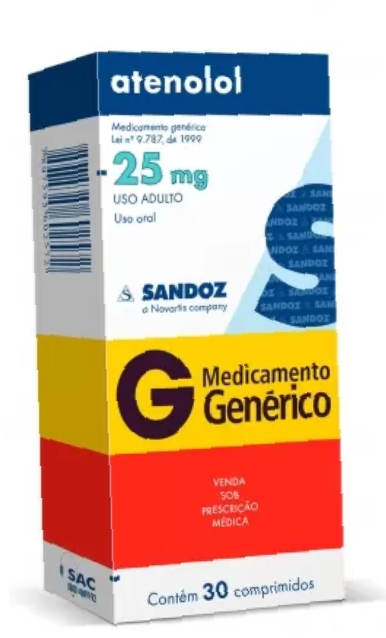 atenolol
Medicamento genérico
Lei nº 9.787, de 1999
25 mg
USO ADULTO
Uso oral
SANDOZ
a Novartis company
S
G Medicamento
Genérico
VENDA
SOB
PRESCRIÇÃO
MÉDICA
SAC
Contém 30 comprimidos